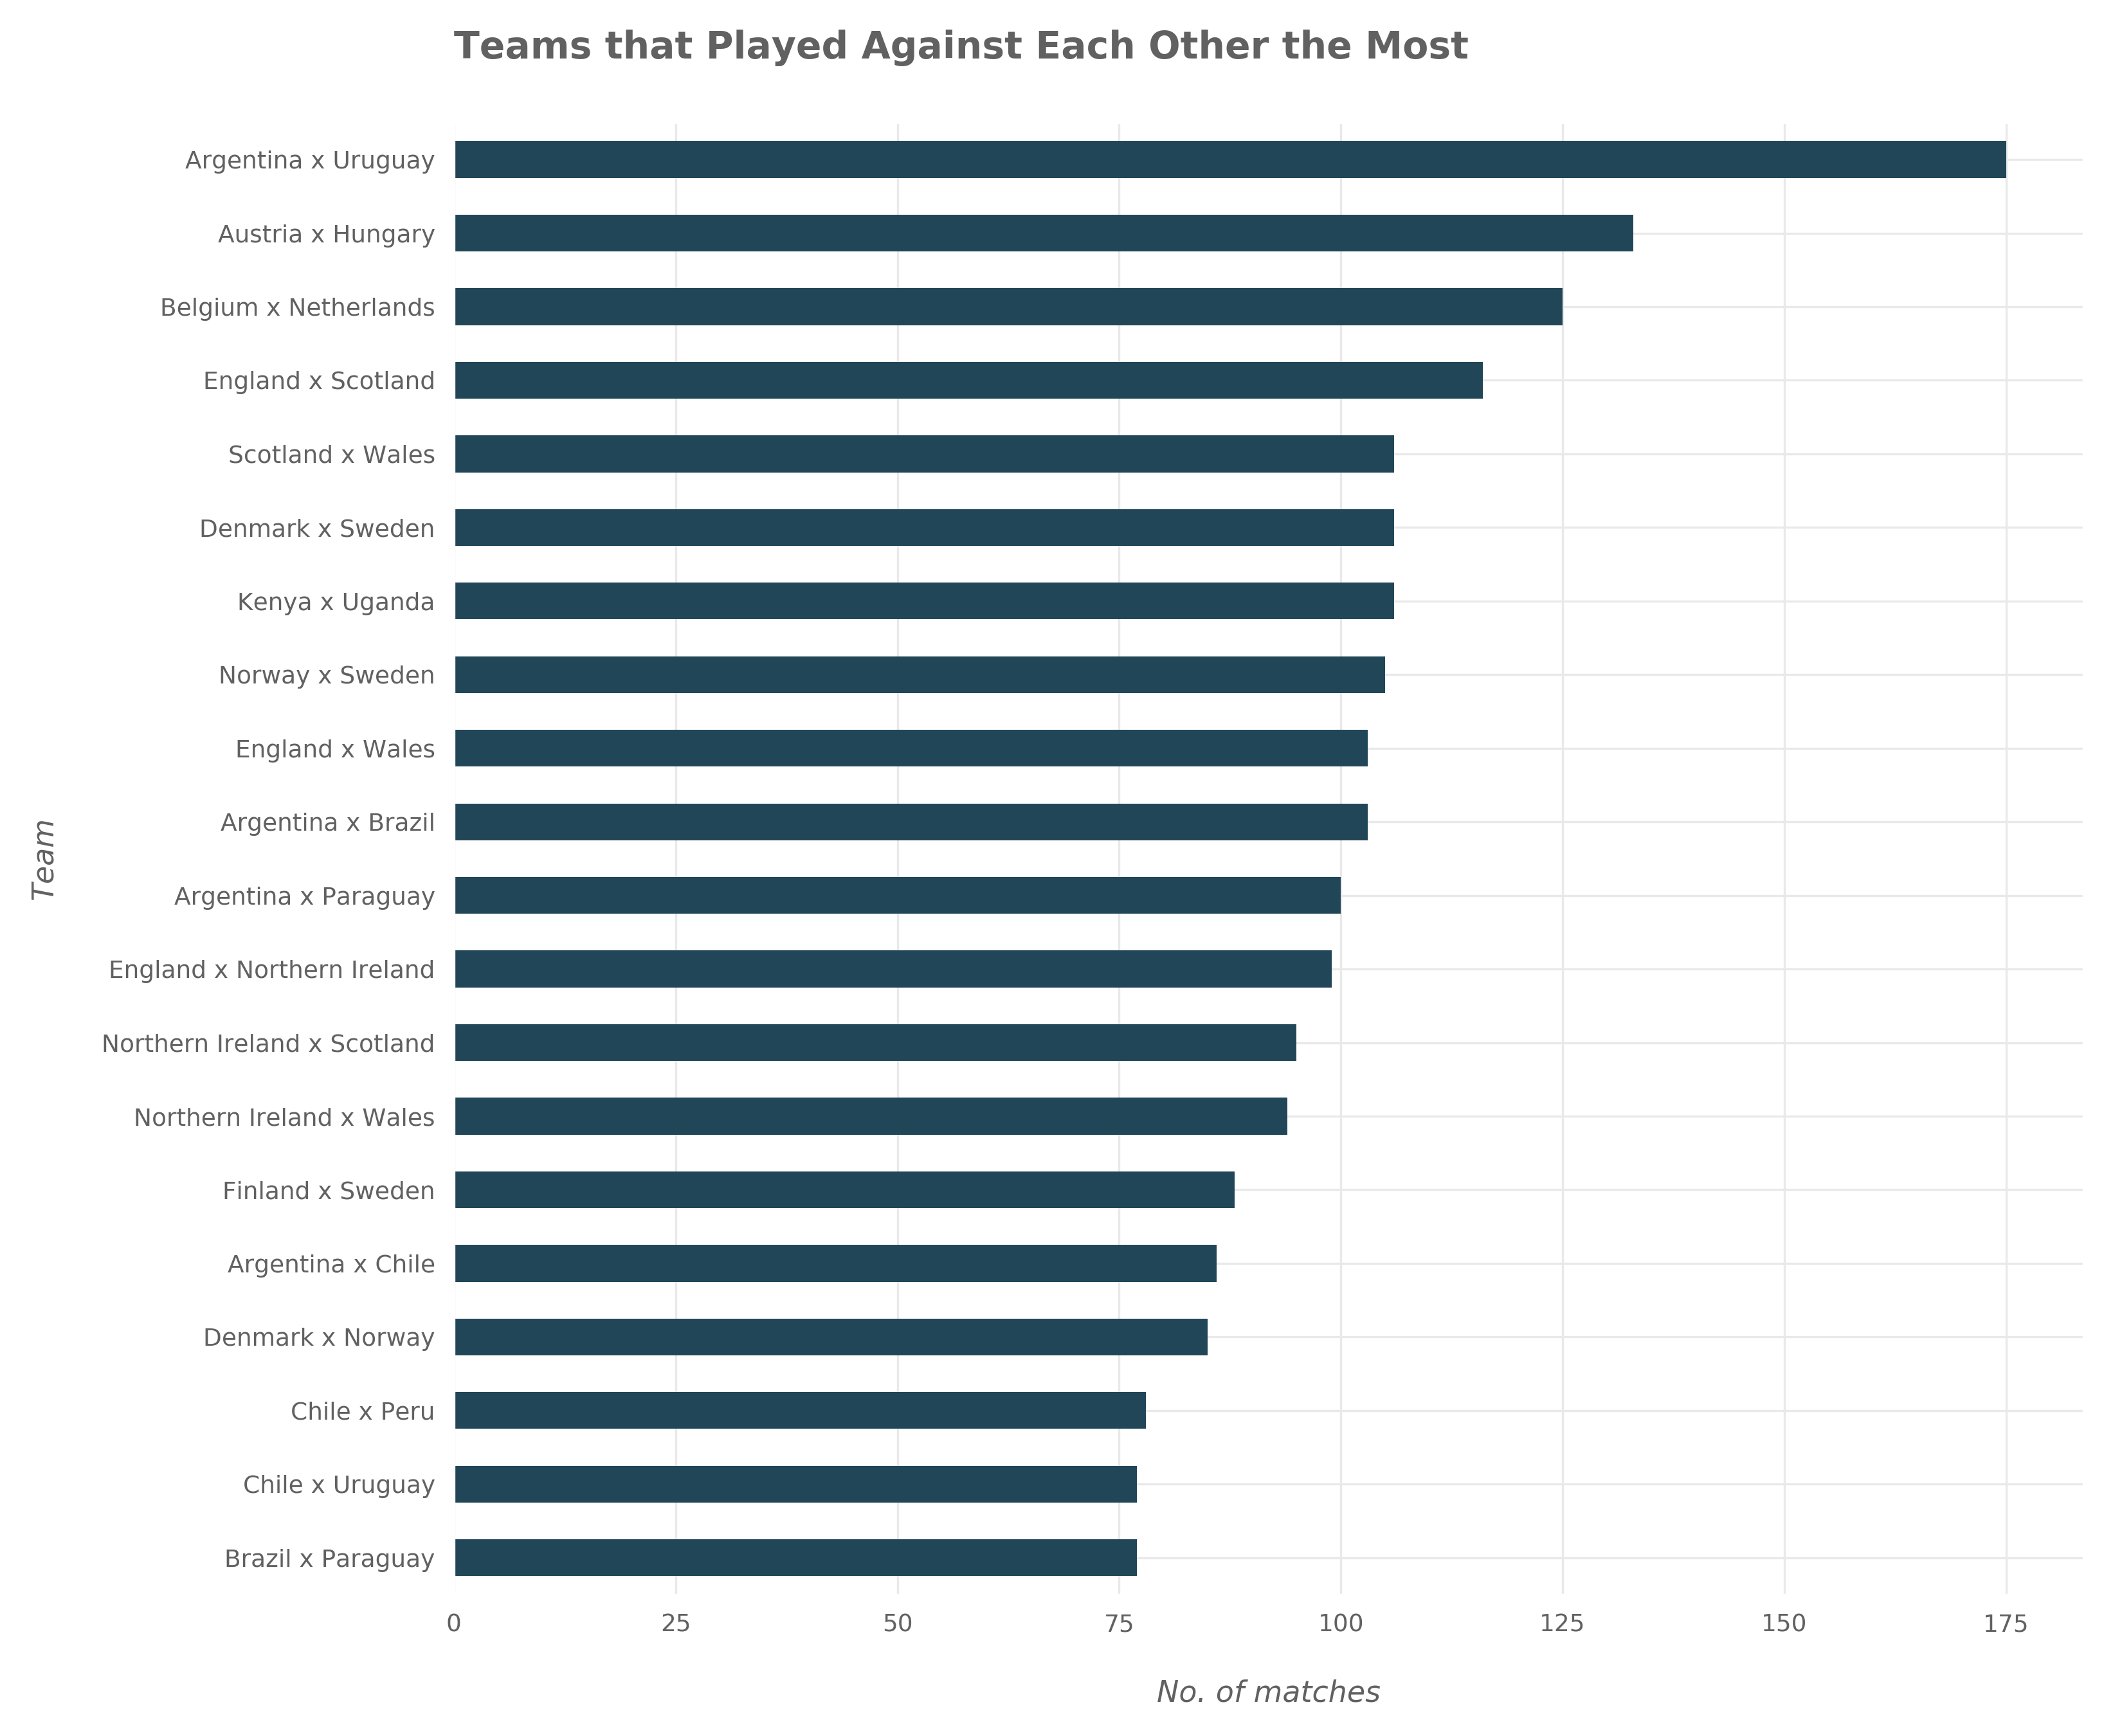 Teams that Played Against Each Other the Most
Argentina x Uruguay
Austria x Hungary
Belgium x Netherlands
England x Scotland
Scotland x Wales
Denmark x Sweden
Kenya x Uganda
Norway x Sweden
England x Wales
Argentina x Brazil
Argentina x Paraguay
England x Northern Ireland
Northern Ireland x Scotland
Northern Ireland x Wales
Finland x Sweden
Argentina x Chile
Denmark x Norway
Chile x Peru
Chile x Uruguay
Brazil x Paraguay
Team
0 25 50 75 100 125 150 175
No. of matches